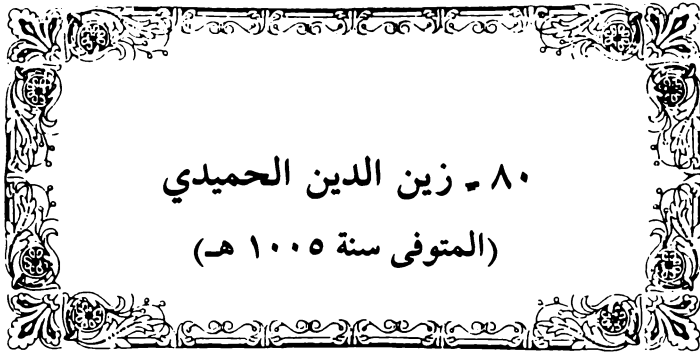 ٨٠ - زين الدين الحميدي
(المتوفى سنة ١٠٠٥ هـ)